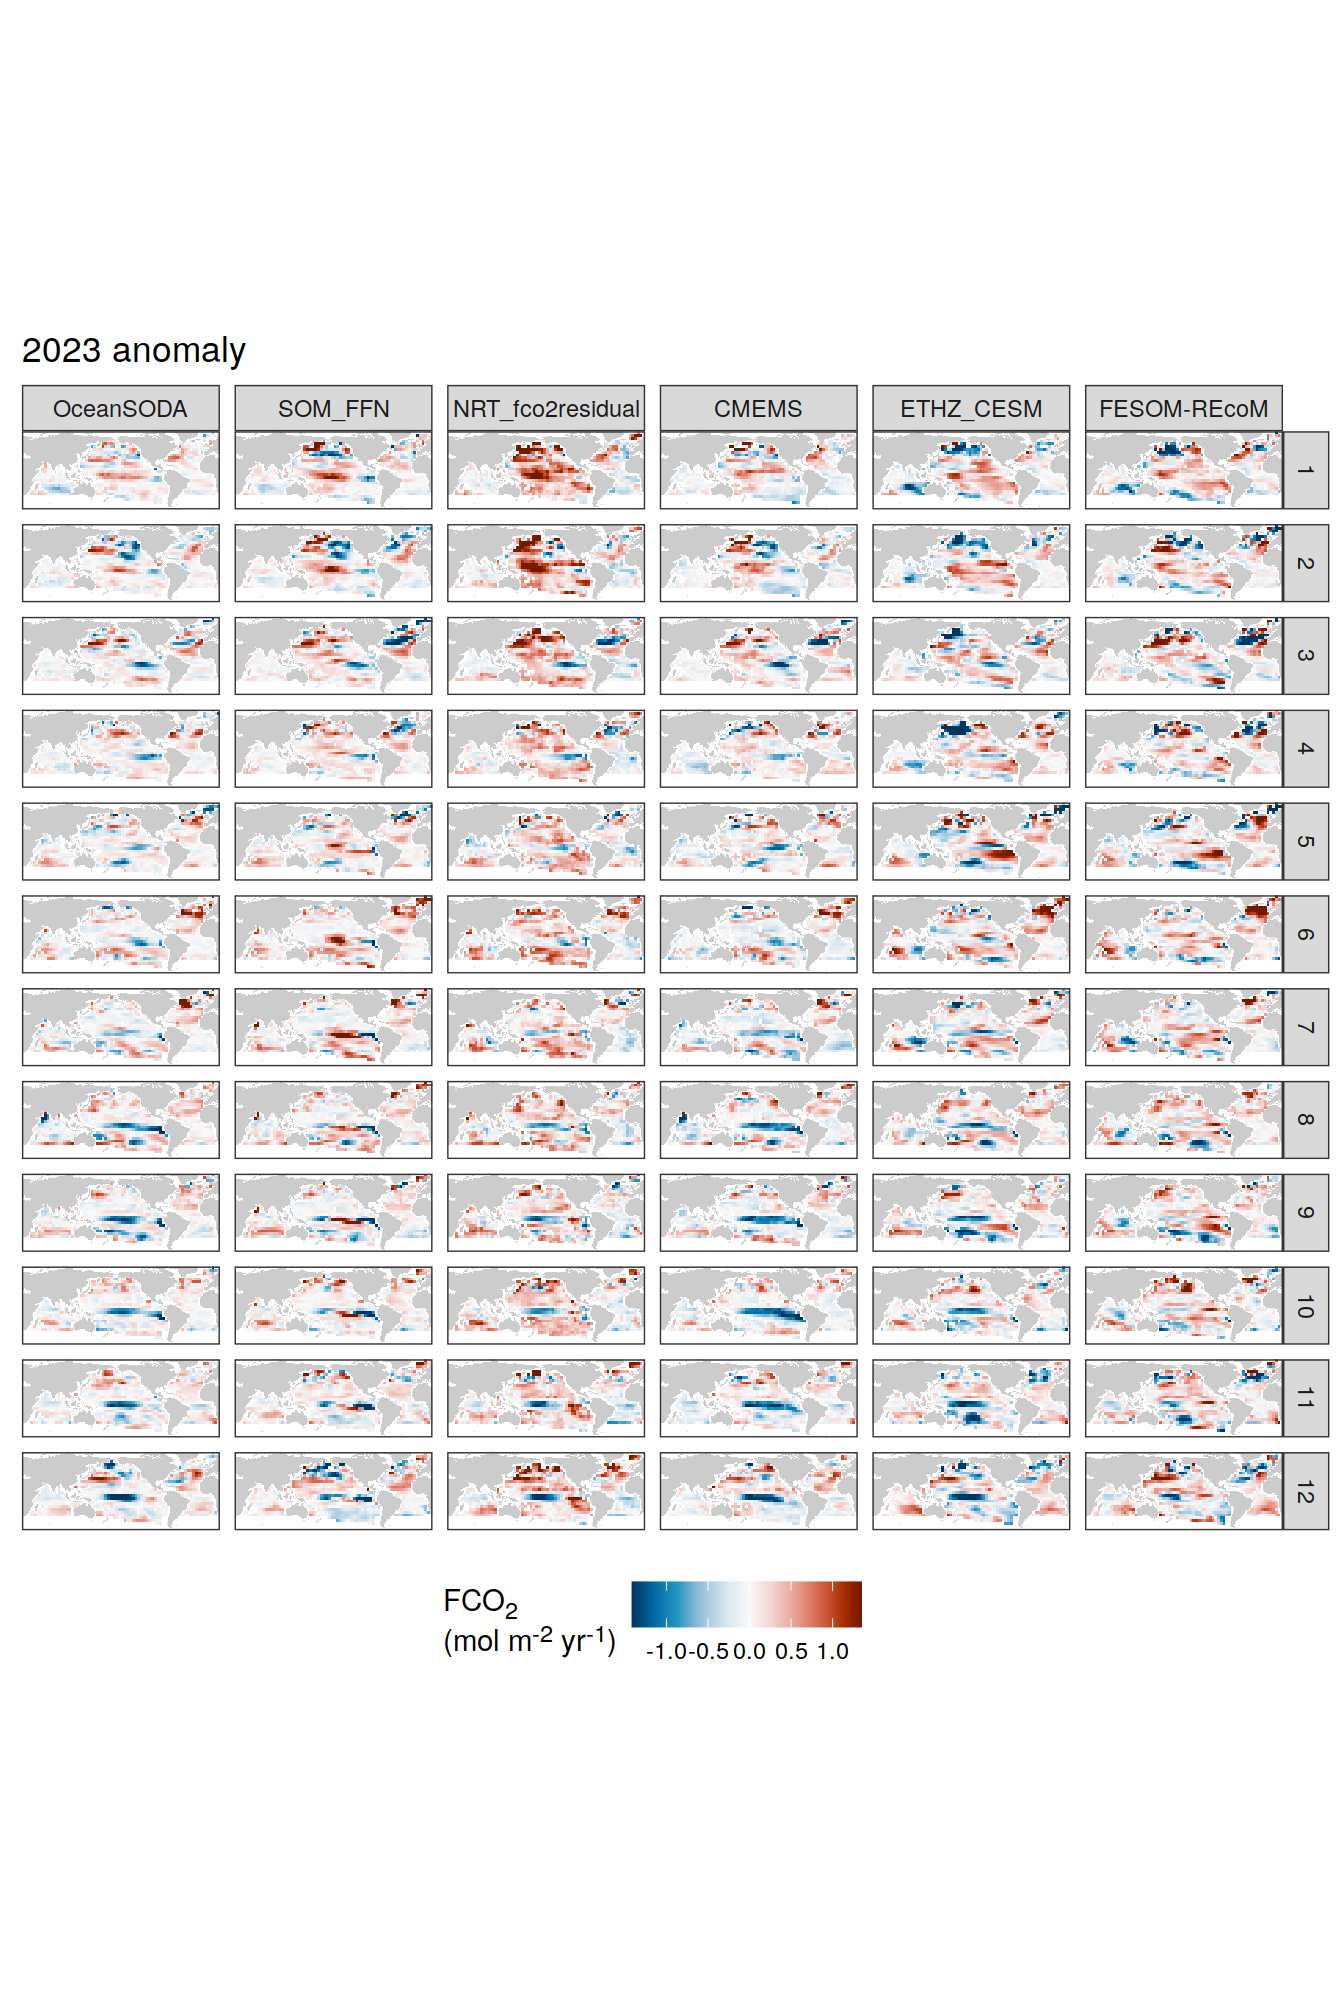 2023 anomaly
OceanSODA SOM_FFN NRT_fco2residual CMEMS ETHZ_CESM FESOM-REcoM
1
2
3
4
5
6
7
8
9
10
11
12
FCO2
(mol m-2 yr-1)
-1.0 -0.5 0.0 0.5 1.0